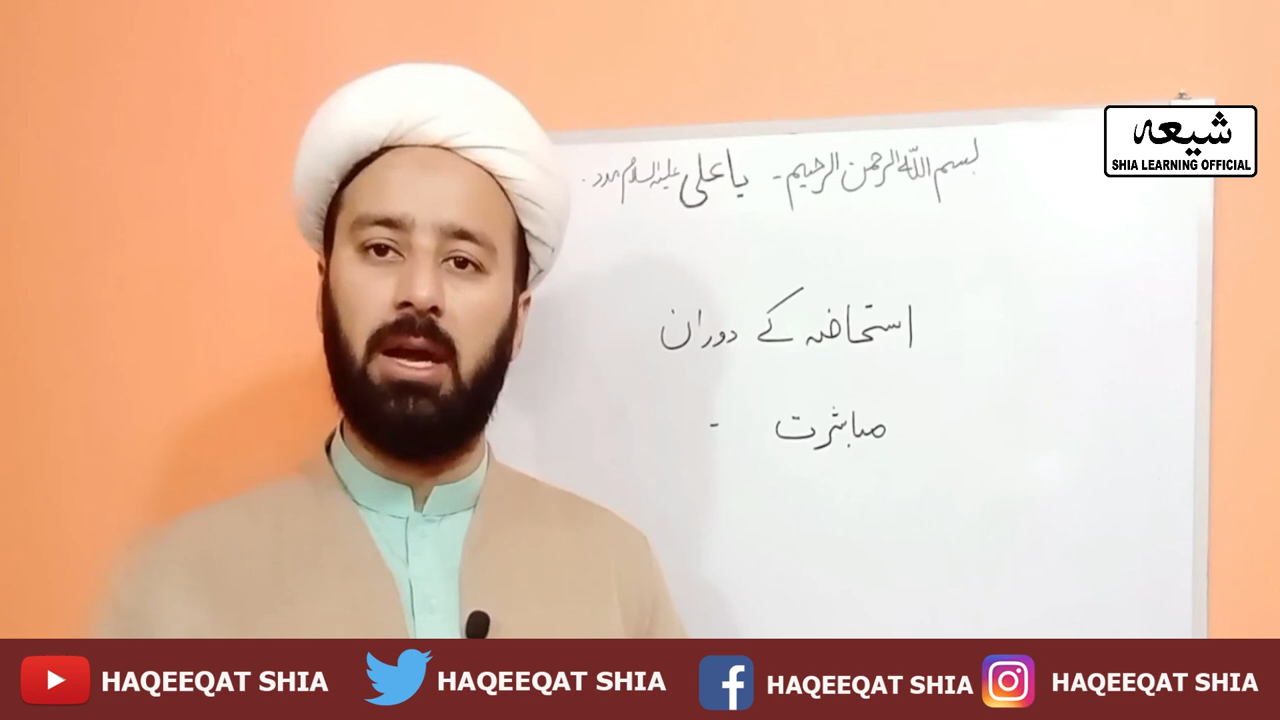 بسم اللہ الرحمن الرحیم۔ یا علی علیہ السلام مدد۔
شیعہ
SHIA LEARNING OFFICIAL
استحاضہ کے دوران
مباشرت ۔
HAQEEQAT SHIA HAQEEQAT SHIA HAQEEQAT SHIA HAQEEQAT SHIA